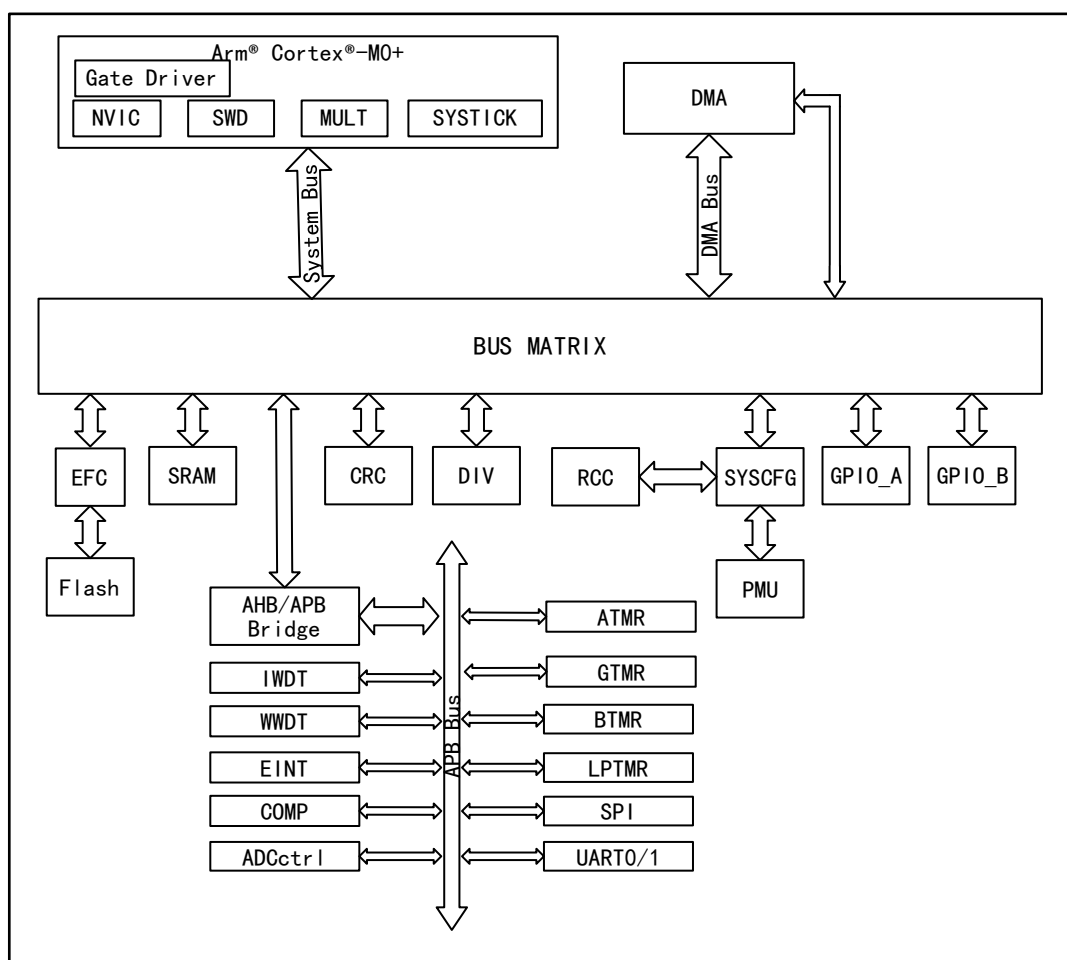 Arm® Cortex®-M0+
Gate Driver
NVIC
SWD
MULT
SYSTICK
DMA
System Bus
DMA Bus
BUS MATRIX
EFC
SRAM
CRC
DIV
RCC
SYSCFG
GPIO_A
GPIO_B
Flash
PMU
AHB/APB
Bridge
IWDT
WWDT
EINT
COMP
ADCctrl
APB Bus
ATMR
GTMR
BTMR
LPTMR
SPI
UART0/1